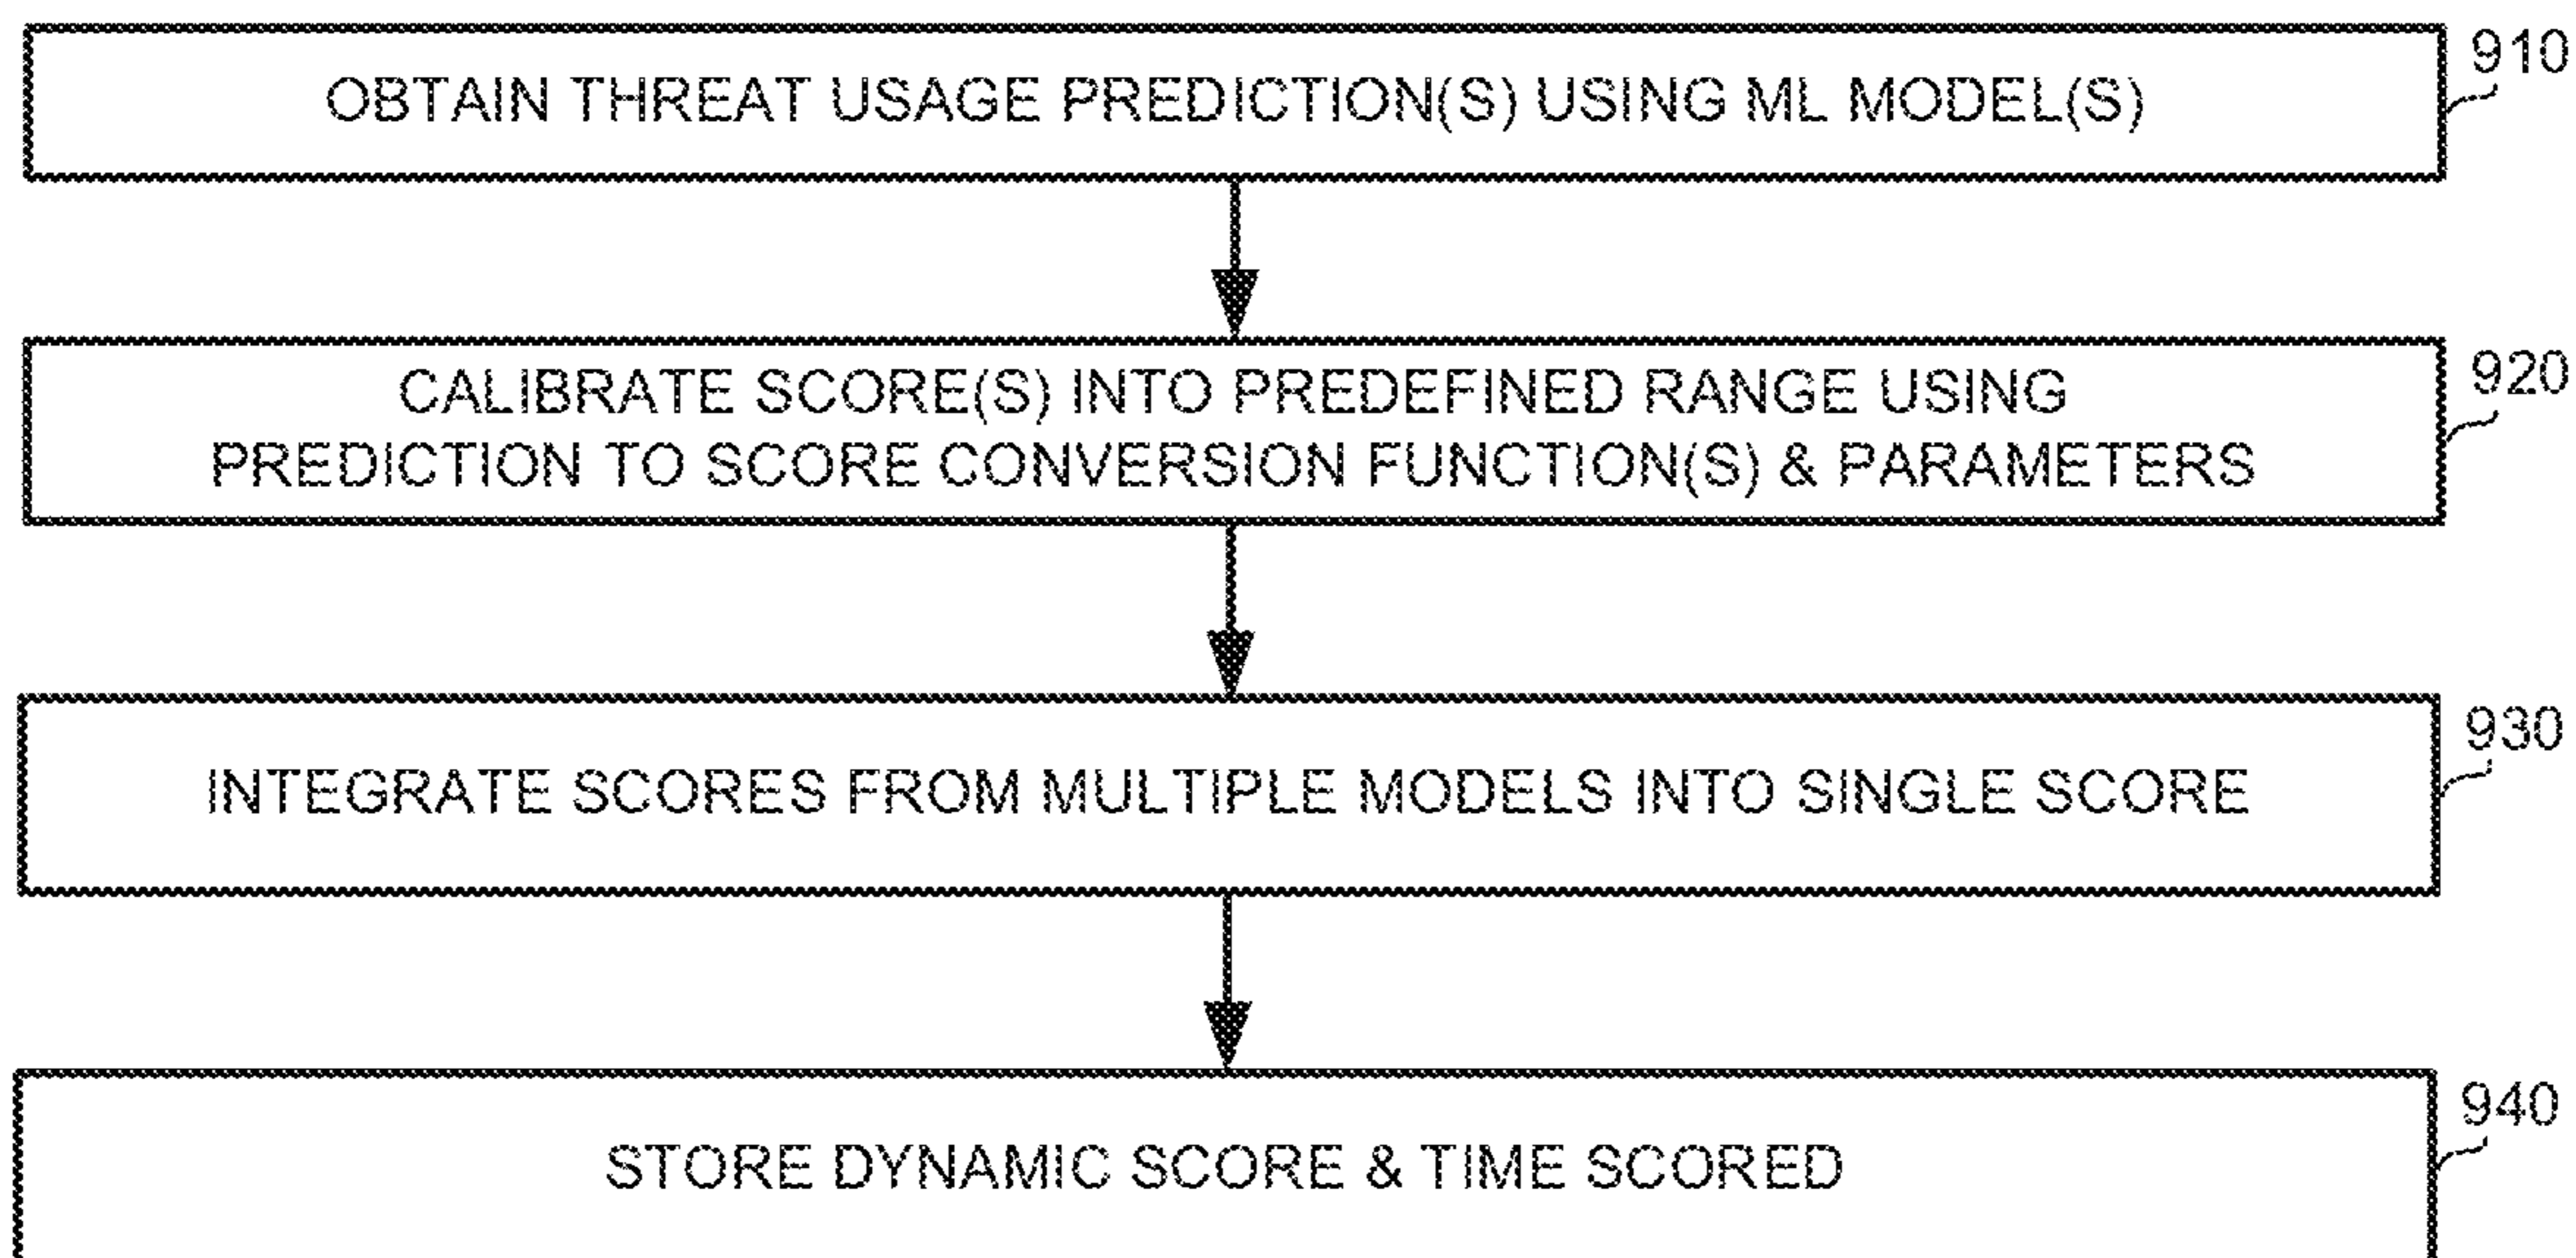 OBTAIN THREAT USAGE PREDICTION(S) USING ML MODEL(S)
910
CALIBRATE SCORE(S) INTO PREDEFINED RANGE USING
PREDICTION TO SCORE CONVERSION FUNCTION(S) & PARAMETERS
920
INTEGRATE SCORES FROM MULTIPLE MODELS INTO SINGLE SCORE
930
STORE DYNAMIC SCORE & TIME SCORED
940